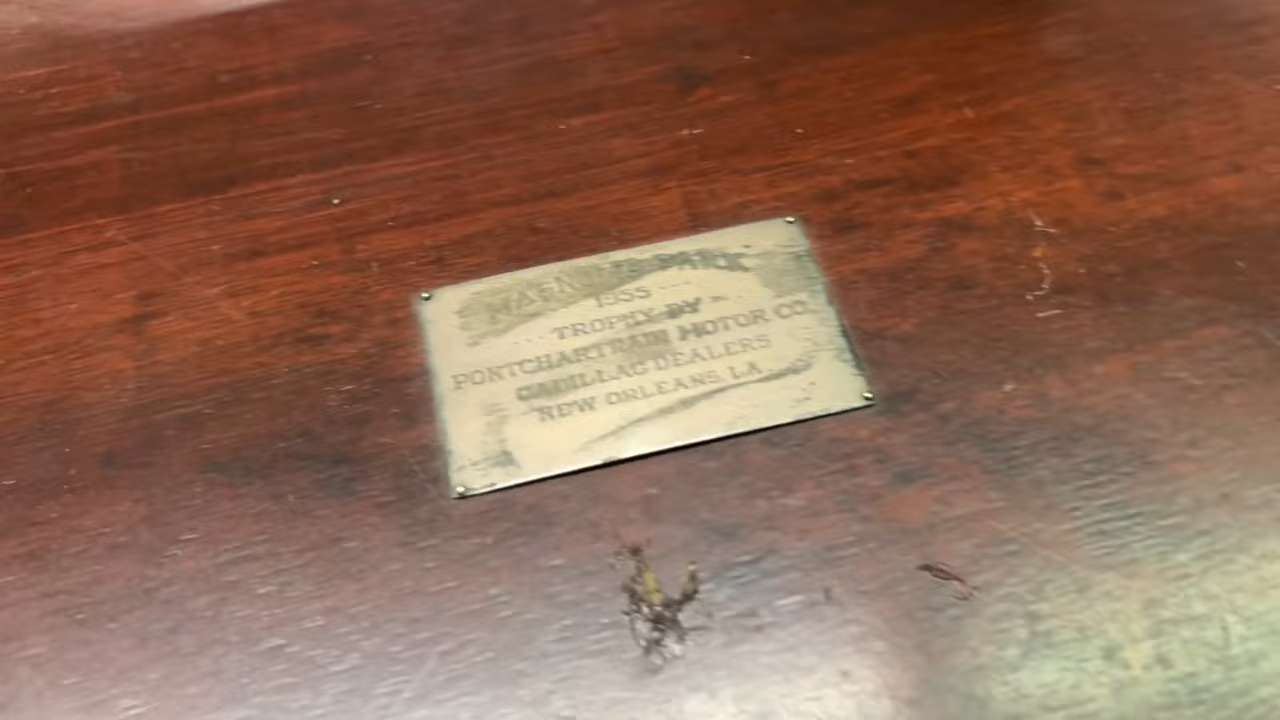 PARK
1955
TROPHY BY
PONTCHARTRAIN MOTOR CO.
CADILLAC DEALERS
NEW ORLEANS LA.